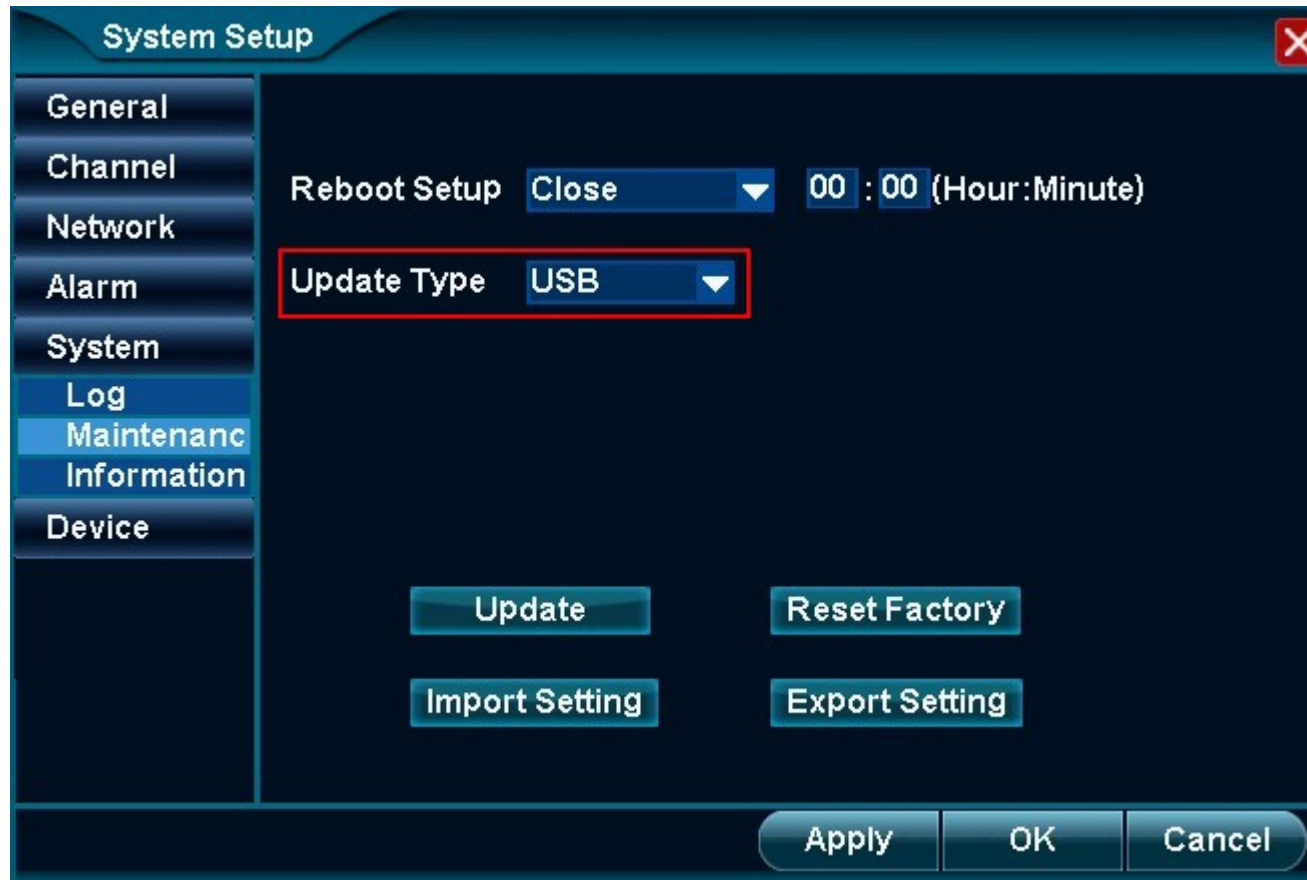 System Setup
General
Channel
Network
Alarm
System
Log
Maintenanc
Information
Device
Reboot Setup Close 00 : 00 (Hour:Minute)
Update Type USB
Update Reset Factory
Import Setting Export Setting
Apply OK Cancel